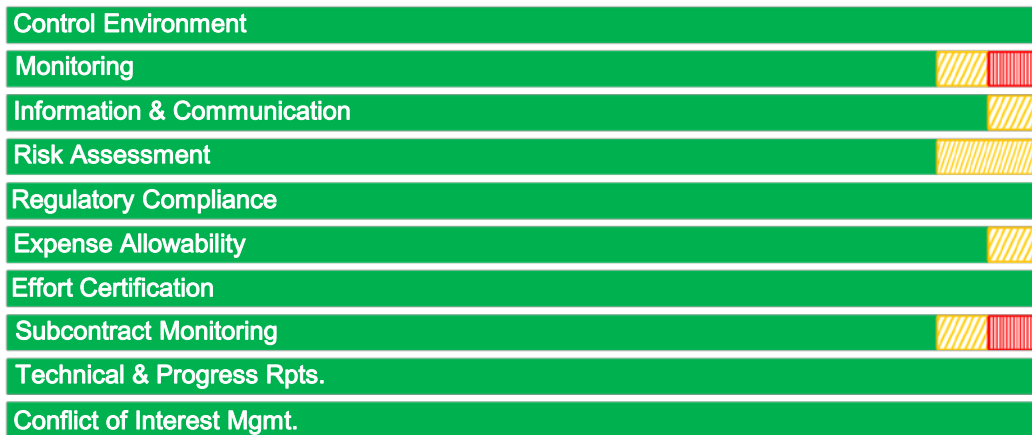 Control Environment
Monitoring
Information & Communication
Risk Assessment
Regulatory Compliance
Expense Allowability
Effort Certification
Subcontract Monitoring
Technical & Progress Rpts.
Conflict of Interest Mgmt.